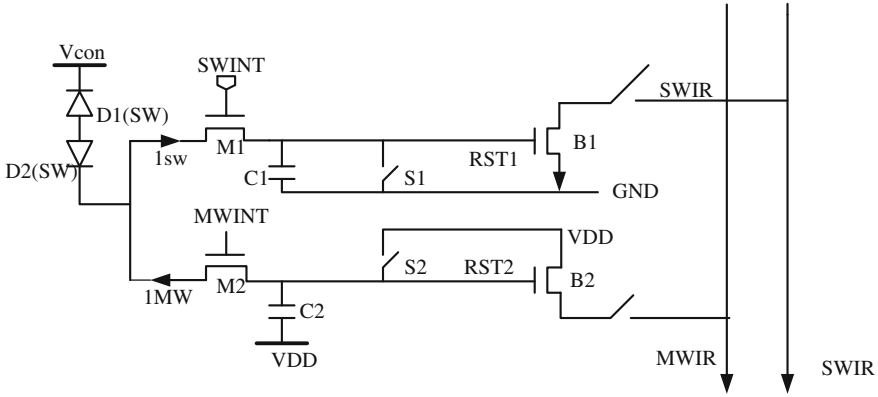 Vcon
SWINT
D1(SW)
SWIR
1sw
M1
RST1
B1
D2(SW)
C1
S1
GND
MWINT
VDD
S2
RST2
B2
1MW
M2
C2
VDD
MWIR
SWIR